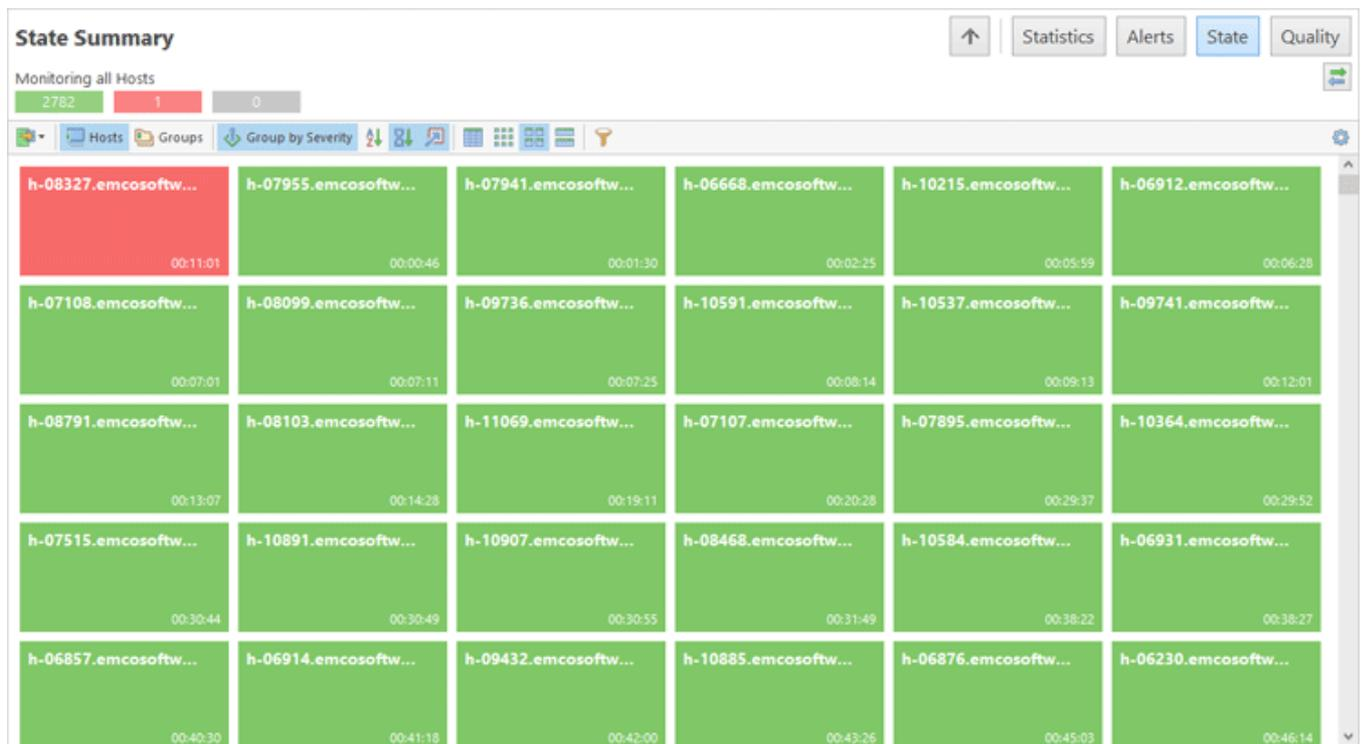 State Summary
Statistics Alerts State Quality
Monitoring all Hosts
2782 1 0
Hosts Groups Group by Severity
h-08327.emcosoftw... h-07955.emcosoftw... h-07941.emcosoftw... h-06668.emcosoftw... h-10215.emcosoftw... h-06912.emcosoftw...
00:11:01 00:00:46 00:01:30 00:02:25 00:05:59 00:06:28
h-07108.emcosoftw... h-08099.emcosoftw... h-09736.emcosoftw... h-10591.emcosoftw... h-10537.emcosoftw... h-09741.emcosoftw...
00:07:01 00:07:11 00:07:25 00:08:14 00:09:13 00:12:01
h-08791.emcosoftw... h-08103.emcosoftw... h-11069.emcosoftw... h-07107.emcosoftw... h-07895.emcosoftw... h-10364.emcosoftw...
00:13:07 00:14:28 00:19:11 00:20:28 00:29:37 00:29:52
h-07515.emcosoftw... h-10891.emcosoftw... h-10907.emcosoftw... h-08468.emcosoftw... h-10584.emcosoftw... h-06931.emcosoftw...
00:30:44 00:30:49 00:30:55 00:31:49 00:38:22 00:38:27
h-06857.emcosoftw... h-06914.emcosoftw... h-09432.emcosoftw... h-10885.emcosoftw... h-06876.emcosoftw... h-06230.emcosoftw...
00:40:30 00:41:18 00:42:00 00:43:26 00:45:03 00:46:14